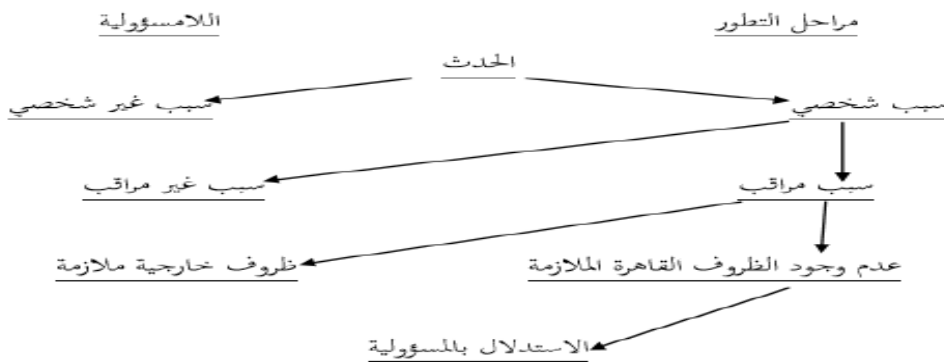 مراحل التطور
اللامسؤولية
الحدث
سبب شخصي
سبب غير شخصي
سبب مراقب
سبب غير مراقب
عدم وجود الظروف القاهرة الملازمة
ظروف خارجية ملازمة
الاستدلال بالمسؤولية